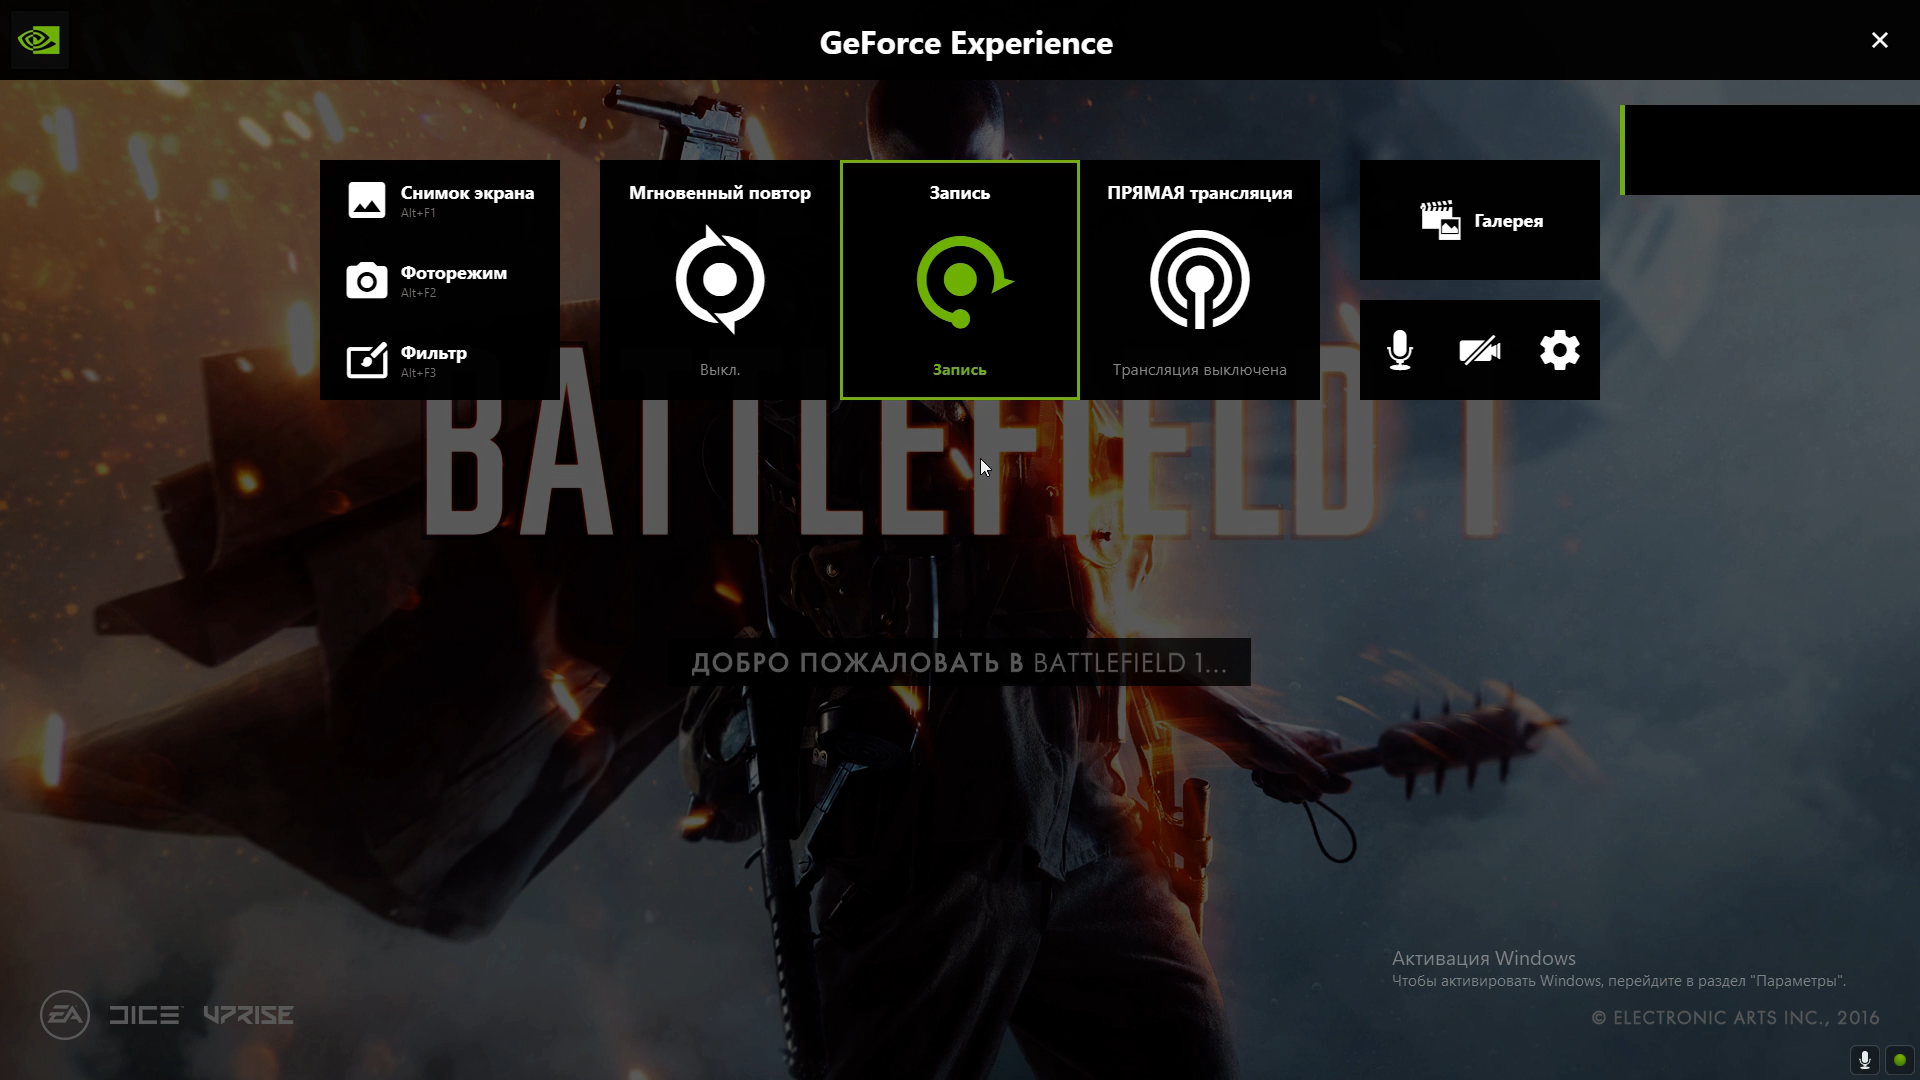 GeForce Experience
Снимок экрана
Alt+F1
Фоторежим
Alt+F2
Фильтр
Alt+F3
Мгновенный повтор
Выкл.
Запись
Запись
ПРЯМАЯ трансляция
Трансляция выключена
Галерея
BATTLEFIELD 1
ДОБРО ПОЖАЛОВАТЬ В BATTLEFIELD 1...
Активация Windows
Чтобы активировать Windows, перейдите в раздел "Параметры".
EA DICE UPRISE
© ELECTRONIC ARTS INC., 2016